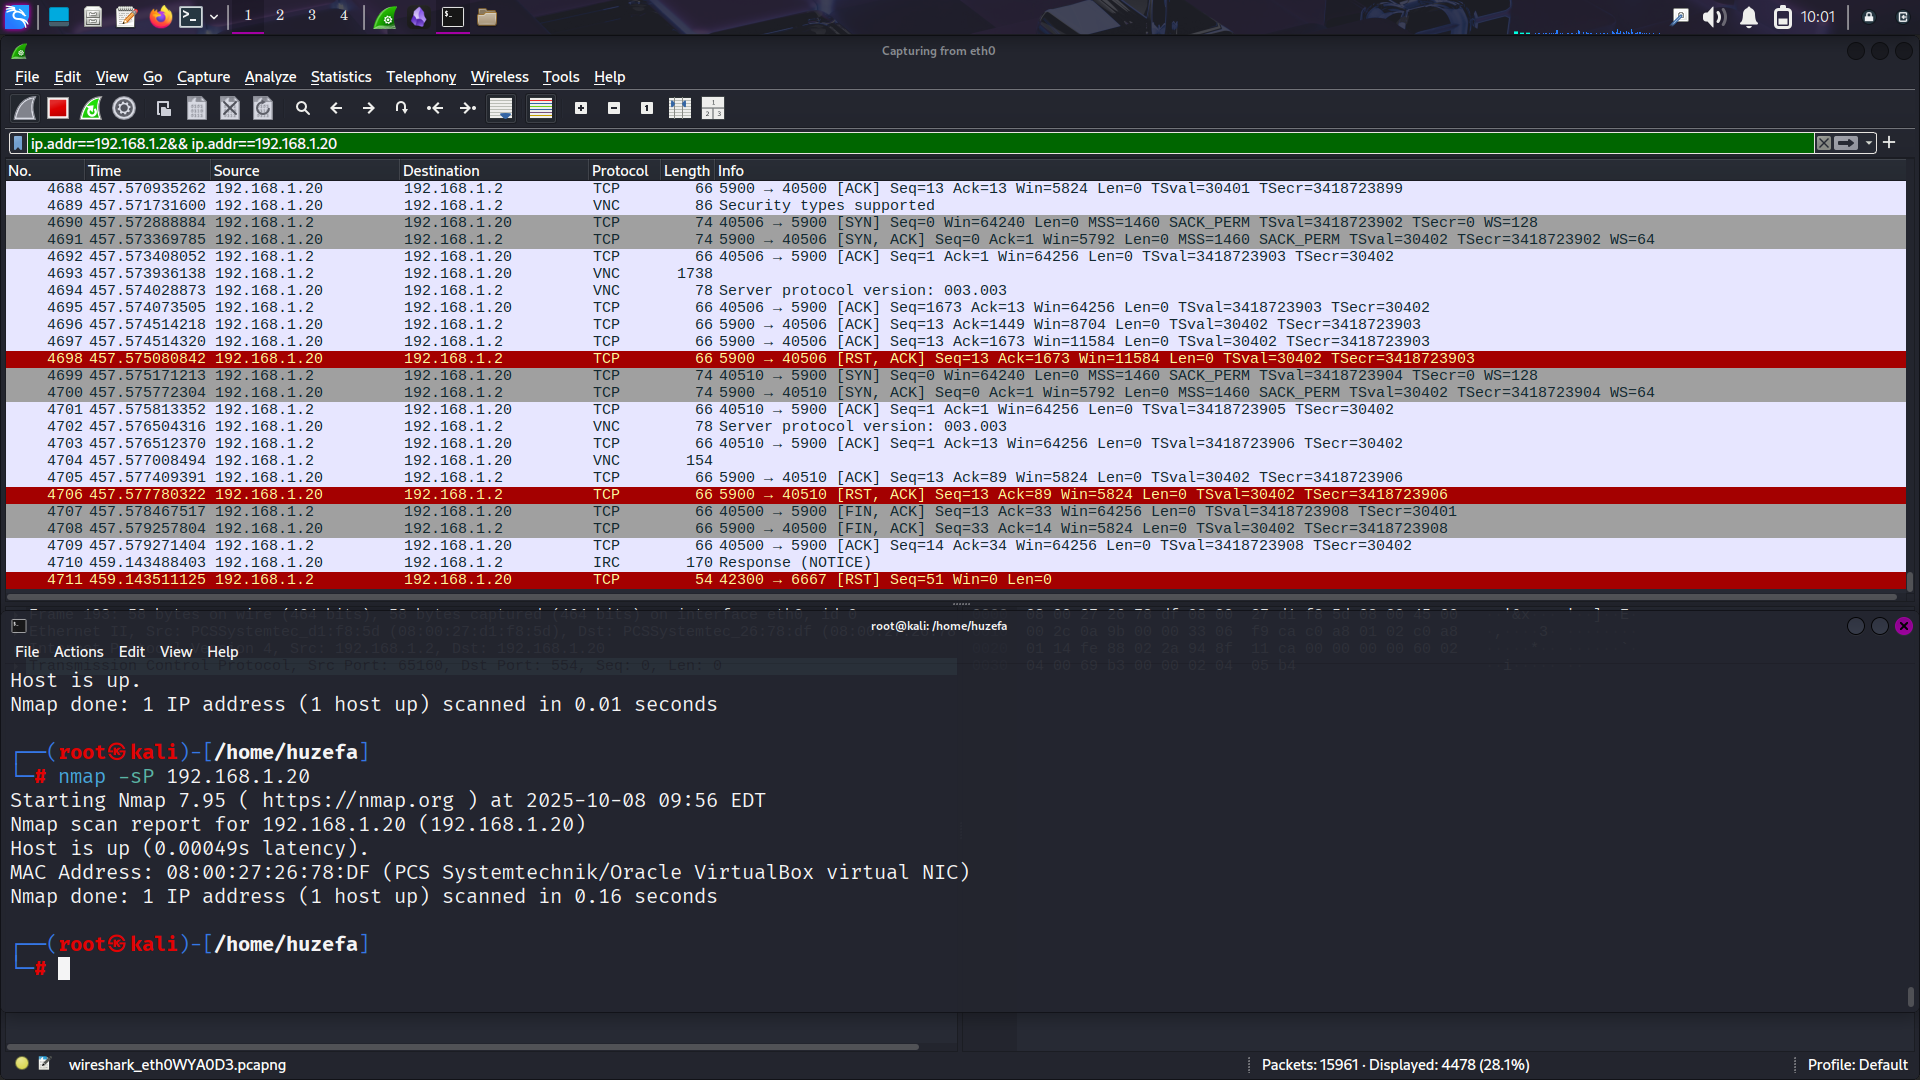 1 2 3 4 10:01
Capturing from eth0
File Edit View Go Capture Analyze Statistics Telephony Wireless Tools Help
ip.addr==192.168.1.2&& ip.addr==192.168.1.20
No. Time Source Destination Protocol Length Info
4688 457.570935262 192.168.1.20 192.168.1.2 TCP 66 5900 → 40500 [ACK] Seq=13 Ack=13 Win=5824 Len=0 TSval=30401 TSecr=3418723899
4689 457.571731600 192.168.1.20 192.168.1.2 VNC 86 Security types supported
4690 457.572888884 192.168.1.2 192.168.1.20 TCP 74 40506 → 5900 [SYN] Seq=0 Win=64240 Len=0 MSS=1460 SACK_PERM TSval=3418723902 TSecr=0 WS=128
4691 457.573369785 192.168.1.20 192.168.1.2 TCP 74 5900 → 40506 [SYN, ACK] Seq=0 Ack=1 Win=5792 Len=0 MSS=1460 SACK_PERM TSval=30402 TSecr=3418723902 WS=64
4692 457.573408052 192.168.1.2 192.168.1.20 TCP 66 40506 → 5900 [ACK] Seq=1 Ack=1 Win=64256 Len=0 TSval=3418723903 TSecr=30402
4693 457.573936138 192.168.1.2 192.168.1.20 VNC 1738
4694 457.574028873 192.168.1.20 192.168.1.2 VNC 78 Server protocol version: 003.003
4695 457.574073505 192.168.1.2 192.168.1.20 TCP 66 40506 → 5900 [ACK] Seq=1673 Ack=13 Win=64256 Len=0 TSval=3418723903 TSecr=30402
4696 457.574514218 192.168.1.20 192.168.1.2 TCP 66 5900 → 40506 [ACK] Seq=13 Ack=1449 Win=8704 Len=0 TSval=30402 TSecr=3418723903
4697 457.574514320 192.168.1.20 192.168.1.2 TCP 66 5900 → 40506 [ACK] Seq=13 Ack=1673 Win=11584 Len=0 TSval=30402 TSecr=3418723903
4698 457.575080842 192.168.1.20 192.168.1.2 TCP 66 5900 → 40506 [RST, ACK] Seq=13 Ack=1673 Win=11584 Len=0 TSval=30402 TSecr=3418723903
4699 457.575171213 192.168.1.2 192.168.1.20 TCP 74 40510 → 5900 [SYN] Seq=0 Win=64240 Len=0 MSS=1460 SACK_PERM TSval=3418723904 TSecr=0 WS=128
4700 457.575772304 192.168.1.20 192.168.1.2 TCP 74 5900 → 40510 [SYN, ACK] Seq=0 Ack=1 Win=5792 Len=0 MSS=1460 SACK_PERM TSval=30402 TSecr=3418723904 WS=64
4701 457.575813352 192.168.1.2 192.168.1.20 TCP 66 40510 → 5900 [ACK] Seq=1 Ack=1 Win=64256 Len=0 TSval=3418723905 TSecr=30402
4702 457.576504316 192.168.1.20 192.168.1.2 VNC 78 Server protocol version: 003.003
4703 457.576512370 192.168.1.2 192.168.1.20 TCP 66 40510 → 5900 [ACK] Seq=1 Ack=13 Win=64256 Len=0 TSval=3418723906 TSecr=30402
4704 457.577008494 192.168.1.2 192.168.1.20 VNC 154
4705 457.577409391 192.168.1.20 192.168.1.2 TCP 66 5900 → 40510 [ACK] Seq=13 Ack=89 Win=5824 Len=0 TSval=30402 TSecr=3418723906
4706 457.577780322 192.168.1.20 192.168.1.2 TCP 66 5900 → 40510 [RST, ACK] Seq=13 Ack=89 Win=5824 Len=0 TSval=30402 TSecr=3418723906
4707 457.578467517 192.168.1.2 192.168.1.20 TCP 66 40500 → 5900 [FIN, ACK] Seq=13 Ack=33 Win=64256 Len=0 TSval=3418723908 TSecr=30401
4708 457.579257804 192.168.1.20 192.168.1.2 TCP 66 5900 → 40500 [FIN, ACK] Seq=33 Ack=14 Win=5824 Len=0 TSval=30402 TSecr=3418723908
4709 457.579271404 192.168.1.2 192.168.1.20 TCP 66 40500 → 5900 [ACK] Seq=14 Ack=34 Win=64256 Len=0 TSval=3418723908 TSecr=30402
4710 459.143488403 192.168.1.20 192.168.1.2 IRC 170 Response (NOTICE)
4711 459.143511125 192.168.1.2 192.168.1.20 TCP 54 42300 → 6667 [RST] Seq=51 Win=0 Len=0
root@kali: /home/huzefa
File Actions Edit View Help
Transmission Control Protocol, Src Port: 65160, Dst Port: 554, Seq: 0, Len: 0
Host is up.
Nmap done: 1 IP address (1 host up) scanned in 0.01 seconds
(root㉿kali)-[/home/huzefa]
# nmap -sP 192.168.1.20
Starting Nmap 7.95 ( https://nmap.org ) at 2025-10-08 09:56 EDT
Nmap scan report for 192.168.1.20 (192.168.1.20)
Host is up (0.00049s latency).
MAC Address: 08:00:27:26:78:DF (PCS Systemtechnik/Oracle VirtualBox virtual NIC)
Nmap done: 1 IP address (1 host up) scanned in 0.16 seconds
(root㉿kali)-[/home/huzefa]
#
wireshark_eth0WYA0D3.pcapng Packets: 15961 · Displayed: 4478 (28.1%) Profile: Default